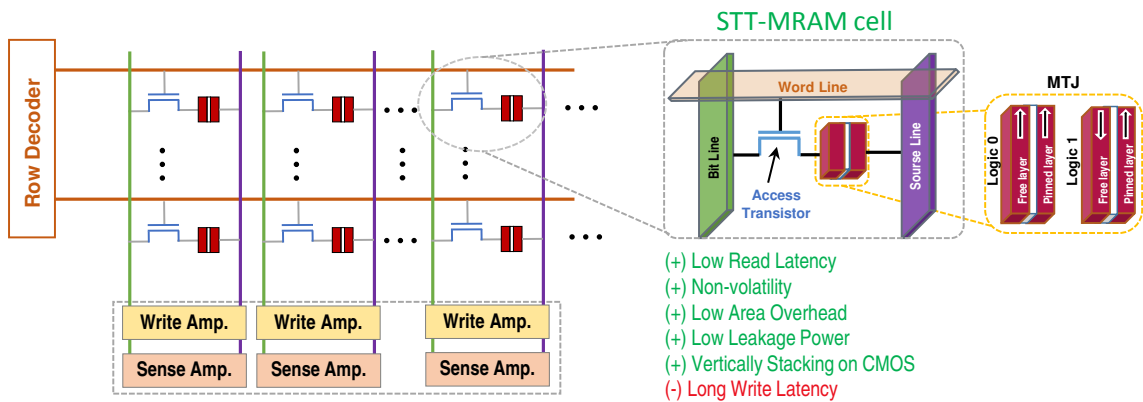 STT-MRAM cell
Row Decoder
Word Line
Bit Line
Sourse Line
Access
Transistor
MTJ
Logic 0
Free layer
Pinned layer
Logic 1
Free layer
Pinned layer
Write Amp.
Write Amp.
Write Amp.
Sense Amp.
Sense Amp.
Sense Amp.
(+) Low Read Latency
(+) Non-volatility
(+) Low Area Overhead
(+) Low Leakage Power
(+) Vertically Stacking on CMOS
(-) Long Write Latency